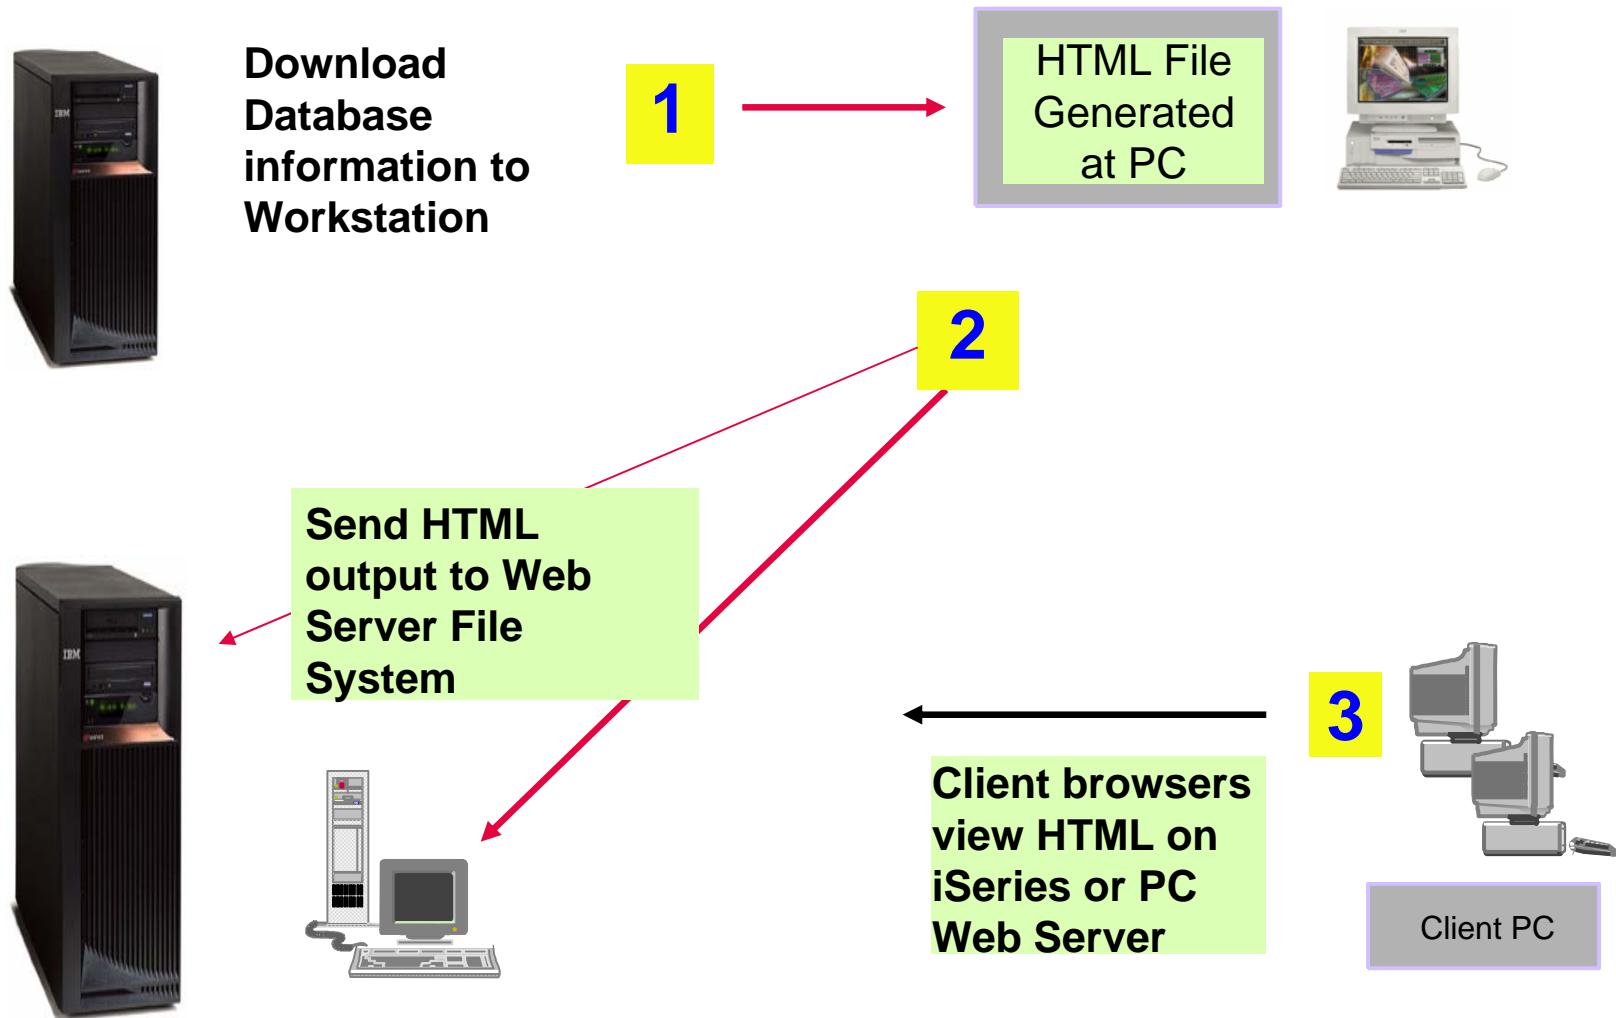 Download
Database
information to
Workstation
1
HTML File
Generated
at PC
IBM
2
Send HTML
output to Web
Server File
System
IBM
3
Client browsers
view HTML on
iSeries or PC
Web Server
Client PC